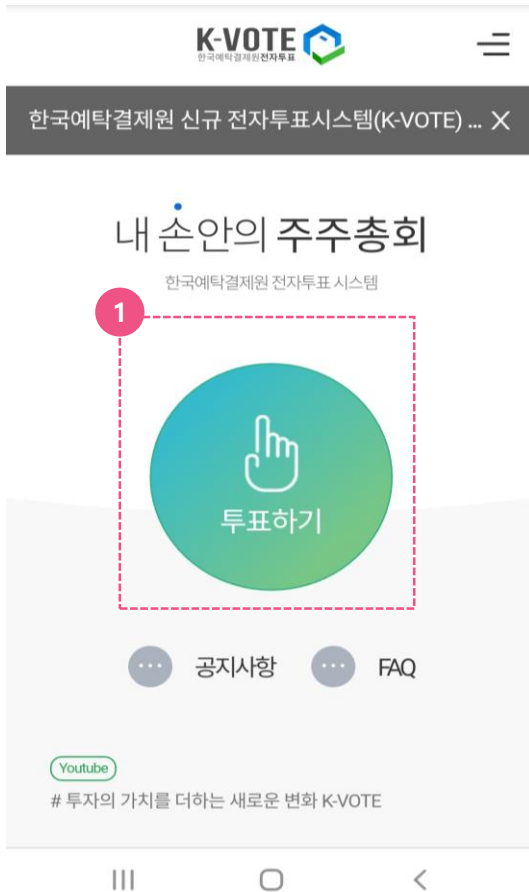 K-VOTE
한국예탁결제원전자투표
한국예탁결제원 신규 전자투표시스템(K-VOTE) ... X
내 손안의 주주총회
한국예탁결제원 전자투표 시스템
1
투표하기
공지사항
FAQ
Youtube
# 투자의 가치를 더하는 새로운 변화 K-VOTE